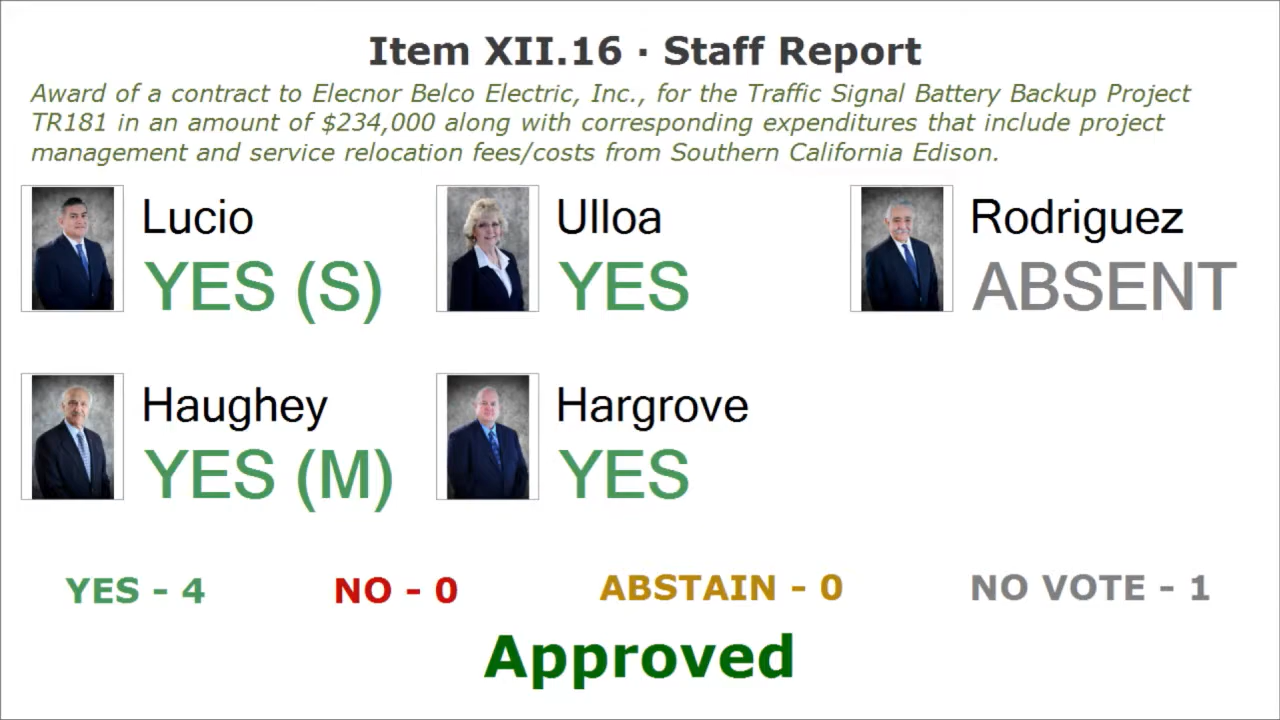 Item XII.16 · Staff Report
Award of a contract to Elecnor Belco Electric, Inc., for the Traffic Signal Battery Backup Project
TR181 in an amount of $234,000 along with corresponding expenditures that include project
management and service relocation fees/costs from Southern California Edison.
Lucio
YES (S)
Ulloa
YES
Rodriguez
ABSENT
Haughey
YES (M)
Hargrove
YES
YES - 4
NO - 0
ABSTAIN - 0
NO VOTE - 1
Approved